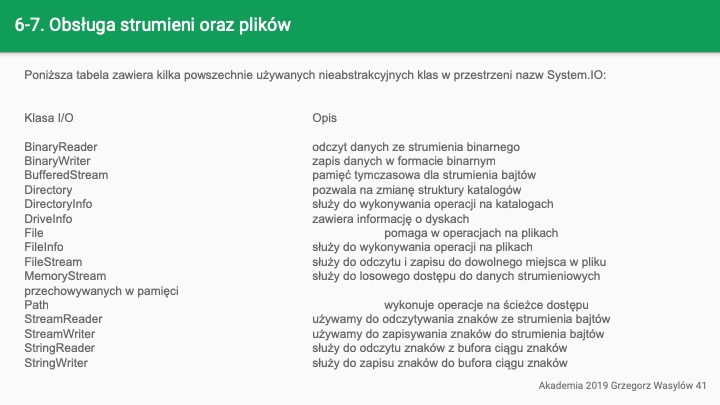 6-7. Obsługa strumieni oraz plików
Poniższa tabela zawiera kilka powszechnie używanych nieabstrakcyjnych klas w przestrzeni nazw System.IO:
Klasa I/O Opis
BinaryReader odczyt danych ze strumienia binarnego
BinaryWriter zapis danych w formacie binarnym
BufferedStream pamięć tymczasowa dla strumienia bajtów
Directory pozwala na zmianę struktury katalogów
DirectoryInfo służy do wykonywania operacji na katalogach
DriveInfo zawiera informację o dyskach
File pomaga w operacjach na plikach
FileInfo służy do wykonywania operacji na plikach
FileStream służy do odczytu i zapisu do dowolnego miejsca w pliku
MemoryStream służy do losowego dostępu do danych strumieniowych
przechowywanych w pamięci
Path wykonuje operacje na ścieżce dostępu
StreamReader używamy do odczytywania znaków ze strumienia bajtów
StreamWriter używamy do zapisywania znaków do strumienia bajtów
StringReader służy do odczytu znaków z bufora ciągu znaków
StringWriter służy do zapisu znaków do bufora ciągu znaków
Akademia 2019 Grzegorz Wasylów 41